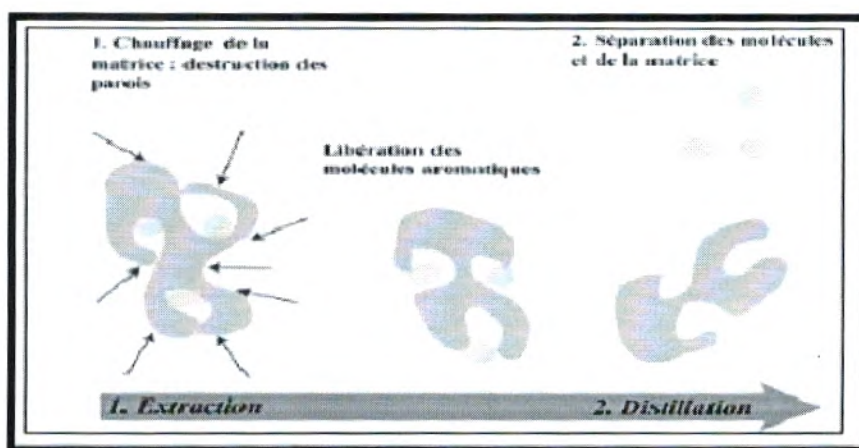 1. Chauffage de la
matrice : destruction des
parois
2. Séparation des molécules
et de la matrice
Libération des
molécules aromatiques
1. Extraction
2. Distillation